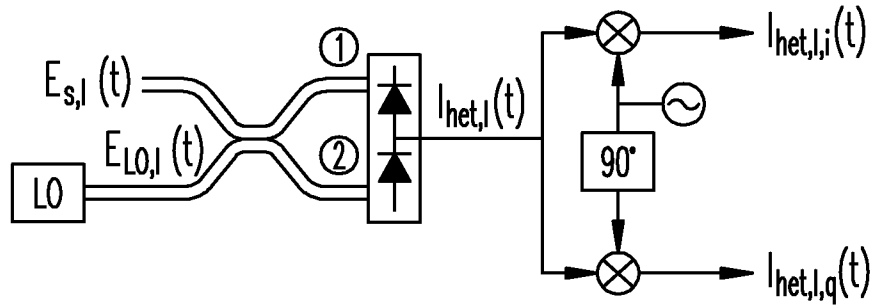 ①
E_s,I (t)
I_het,I(t)
I_het,I,i(t)
E_LO,I (t)
②
LO
90°
I_het,I,q(t)